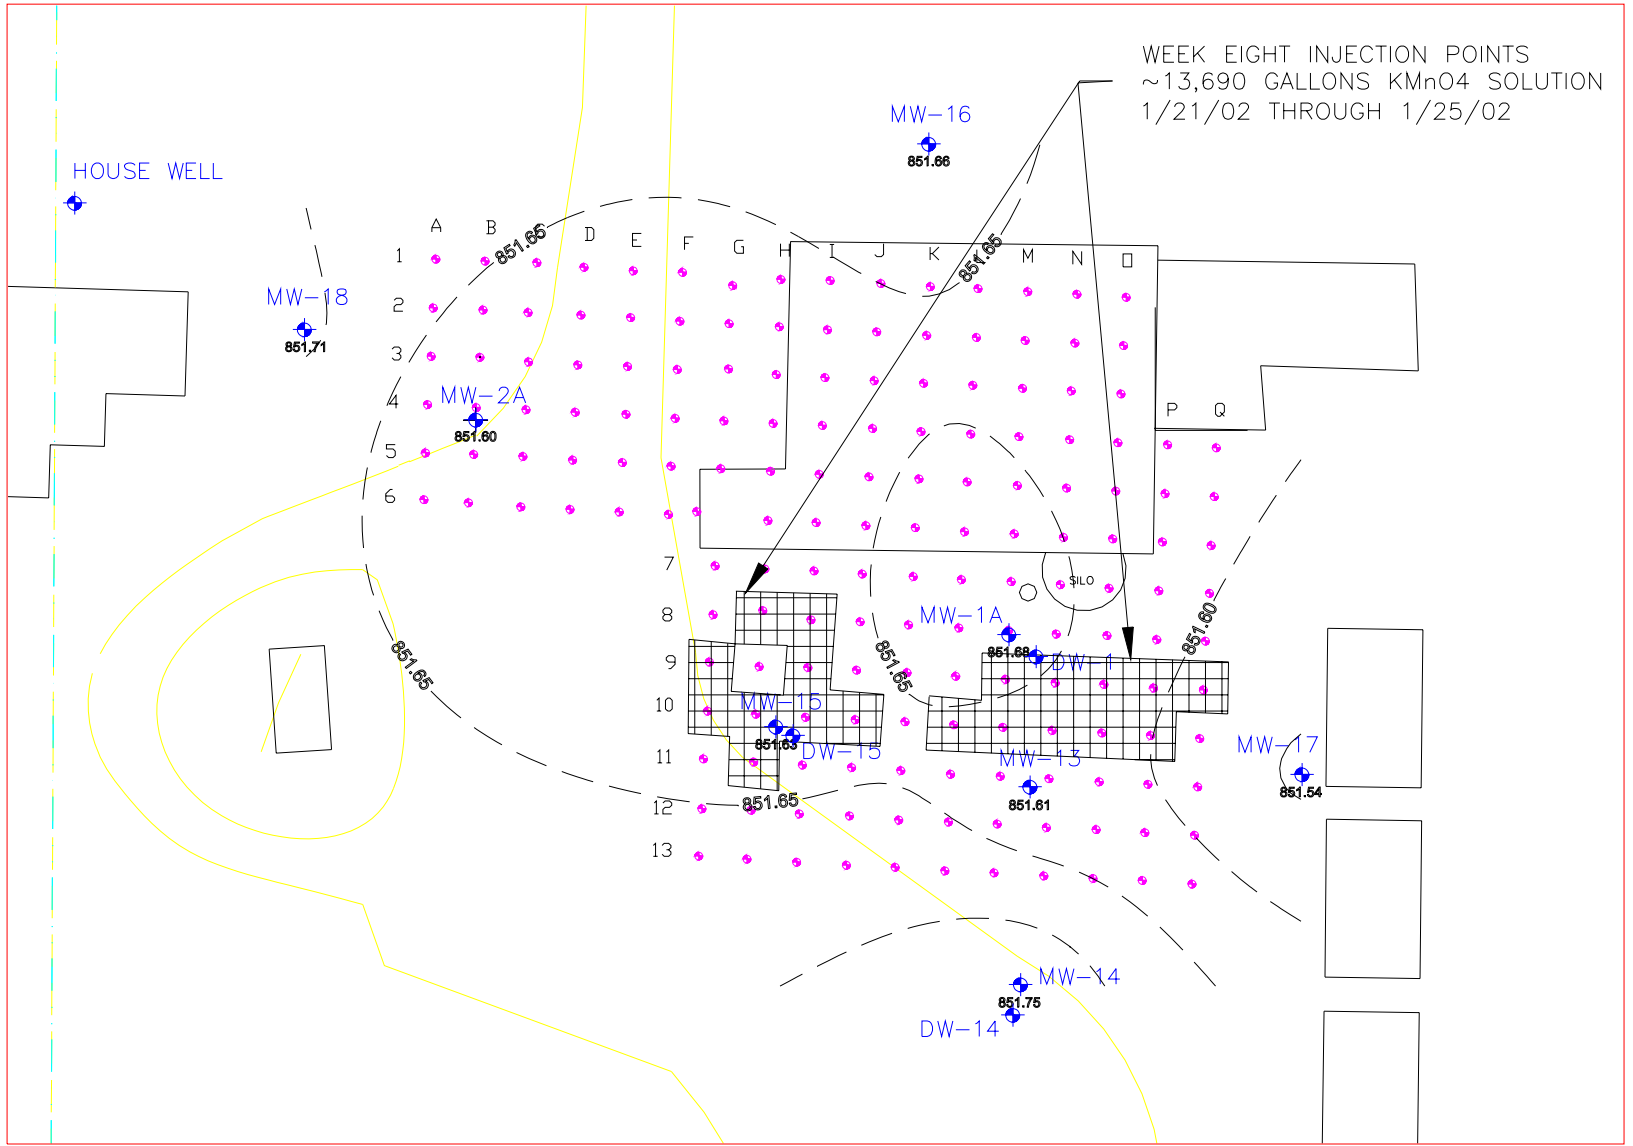 WEEK EIGHT INJECTION POINTS
~13,690 GALLONS KMnO4 SOLUTION
1/21/02 THROUGH 1/25/02
MW-16
851.66
HOUSE WELL
A B C D E F G H I J K L M N O
851.65
851.65
1
MW-18
851.71
2
3
4
MW-2A
851.60
P Q
5
6
7
SILO
8
MW-1A
851.68
851.60
DW-1
9
851.65
851.65
10
MW-15
851.63
DW-15
11
MW-13
851.61
MW-17
851.54
851.65
12
13
MW-14
851.75
DW-14